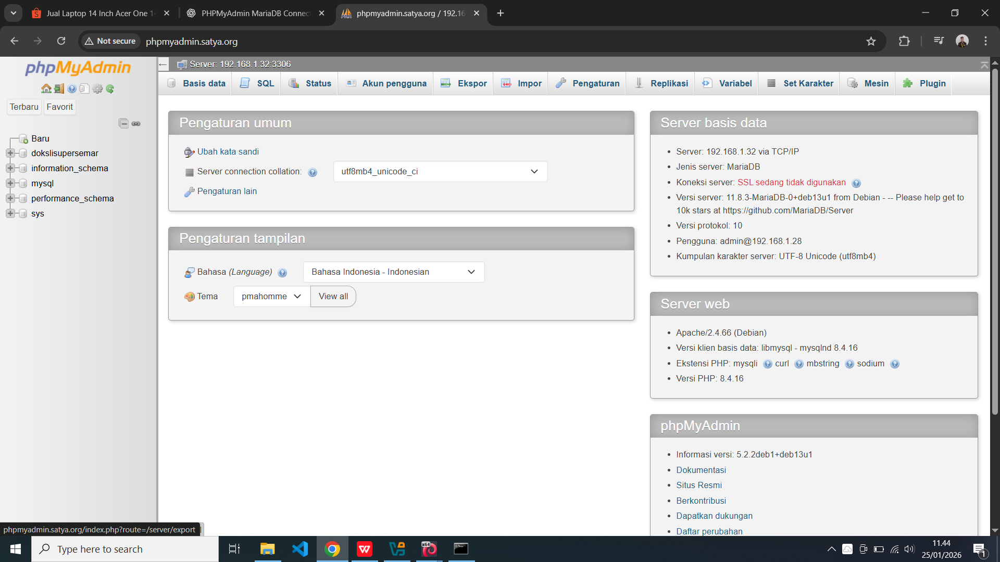 Jual Laptop 14 Inch Acer One 1
PHPMyAdmin MariaDB Connec
phpmyadmin.satya.org / 192.16
Not secure
phpmyadmin.satya.org
phpMyAdmin
Terbaru
Favorit
Baru
dokslisupersemar
information_schema
mysql
performance_schema
sys
Server: 192.168.1.32:3306
Basis data
SQL
Status
Akun pengguna
Ekspor
Impor
Pengaturan
Replikasi
Variabel
Set Karakter
Mesin
Plugin
Pengaturan umum
Ubah kata sandi
Server connection collation:
utf8mb4_unicode_ci
Pengaturan lain
Pengaturan tampilan
Bahasa (Language)
Bahasa Indonesia - Indonesian
Tema
pmahomme
View all
Server basis data
Server: 192.168.1.32 via TCP/IP
Jenis server: MariaDB
Koneksi server: SSL sedang tidak digunakan
Versi server: 11.8.3-MariaDB-0+deb13u1 from Debian - -- Please help get to
10k stars at https://github.com/MariaDB/Server
Versi protokol: 10
Pengguna: admin@192.168.1.28
Kumpulan karakter server: UTF-8 Unicode (utf8mb4)
Server web
Apache/2.4.66 (Debian)
Versi klien basis data: libmysql - mysqlnd 8.4.16
Ekstensi PHP: mysqli curl mbstring sodium
Versi PHP: 8.4.16
phpMyAdmin
Informasi versi: 5.2.2deb1+deb13u1
Dokumentasi
Situs Resmi
Berkontribusi
Dapatkan dukungan
Daftar perubahan
phpmyadmin.satya.org/index.php?route=/server/export
Type here to search
x64
11.44
25/01/2026
1